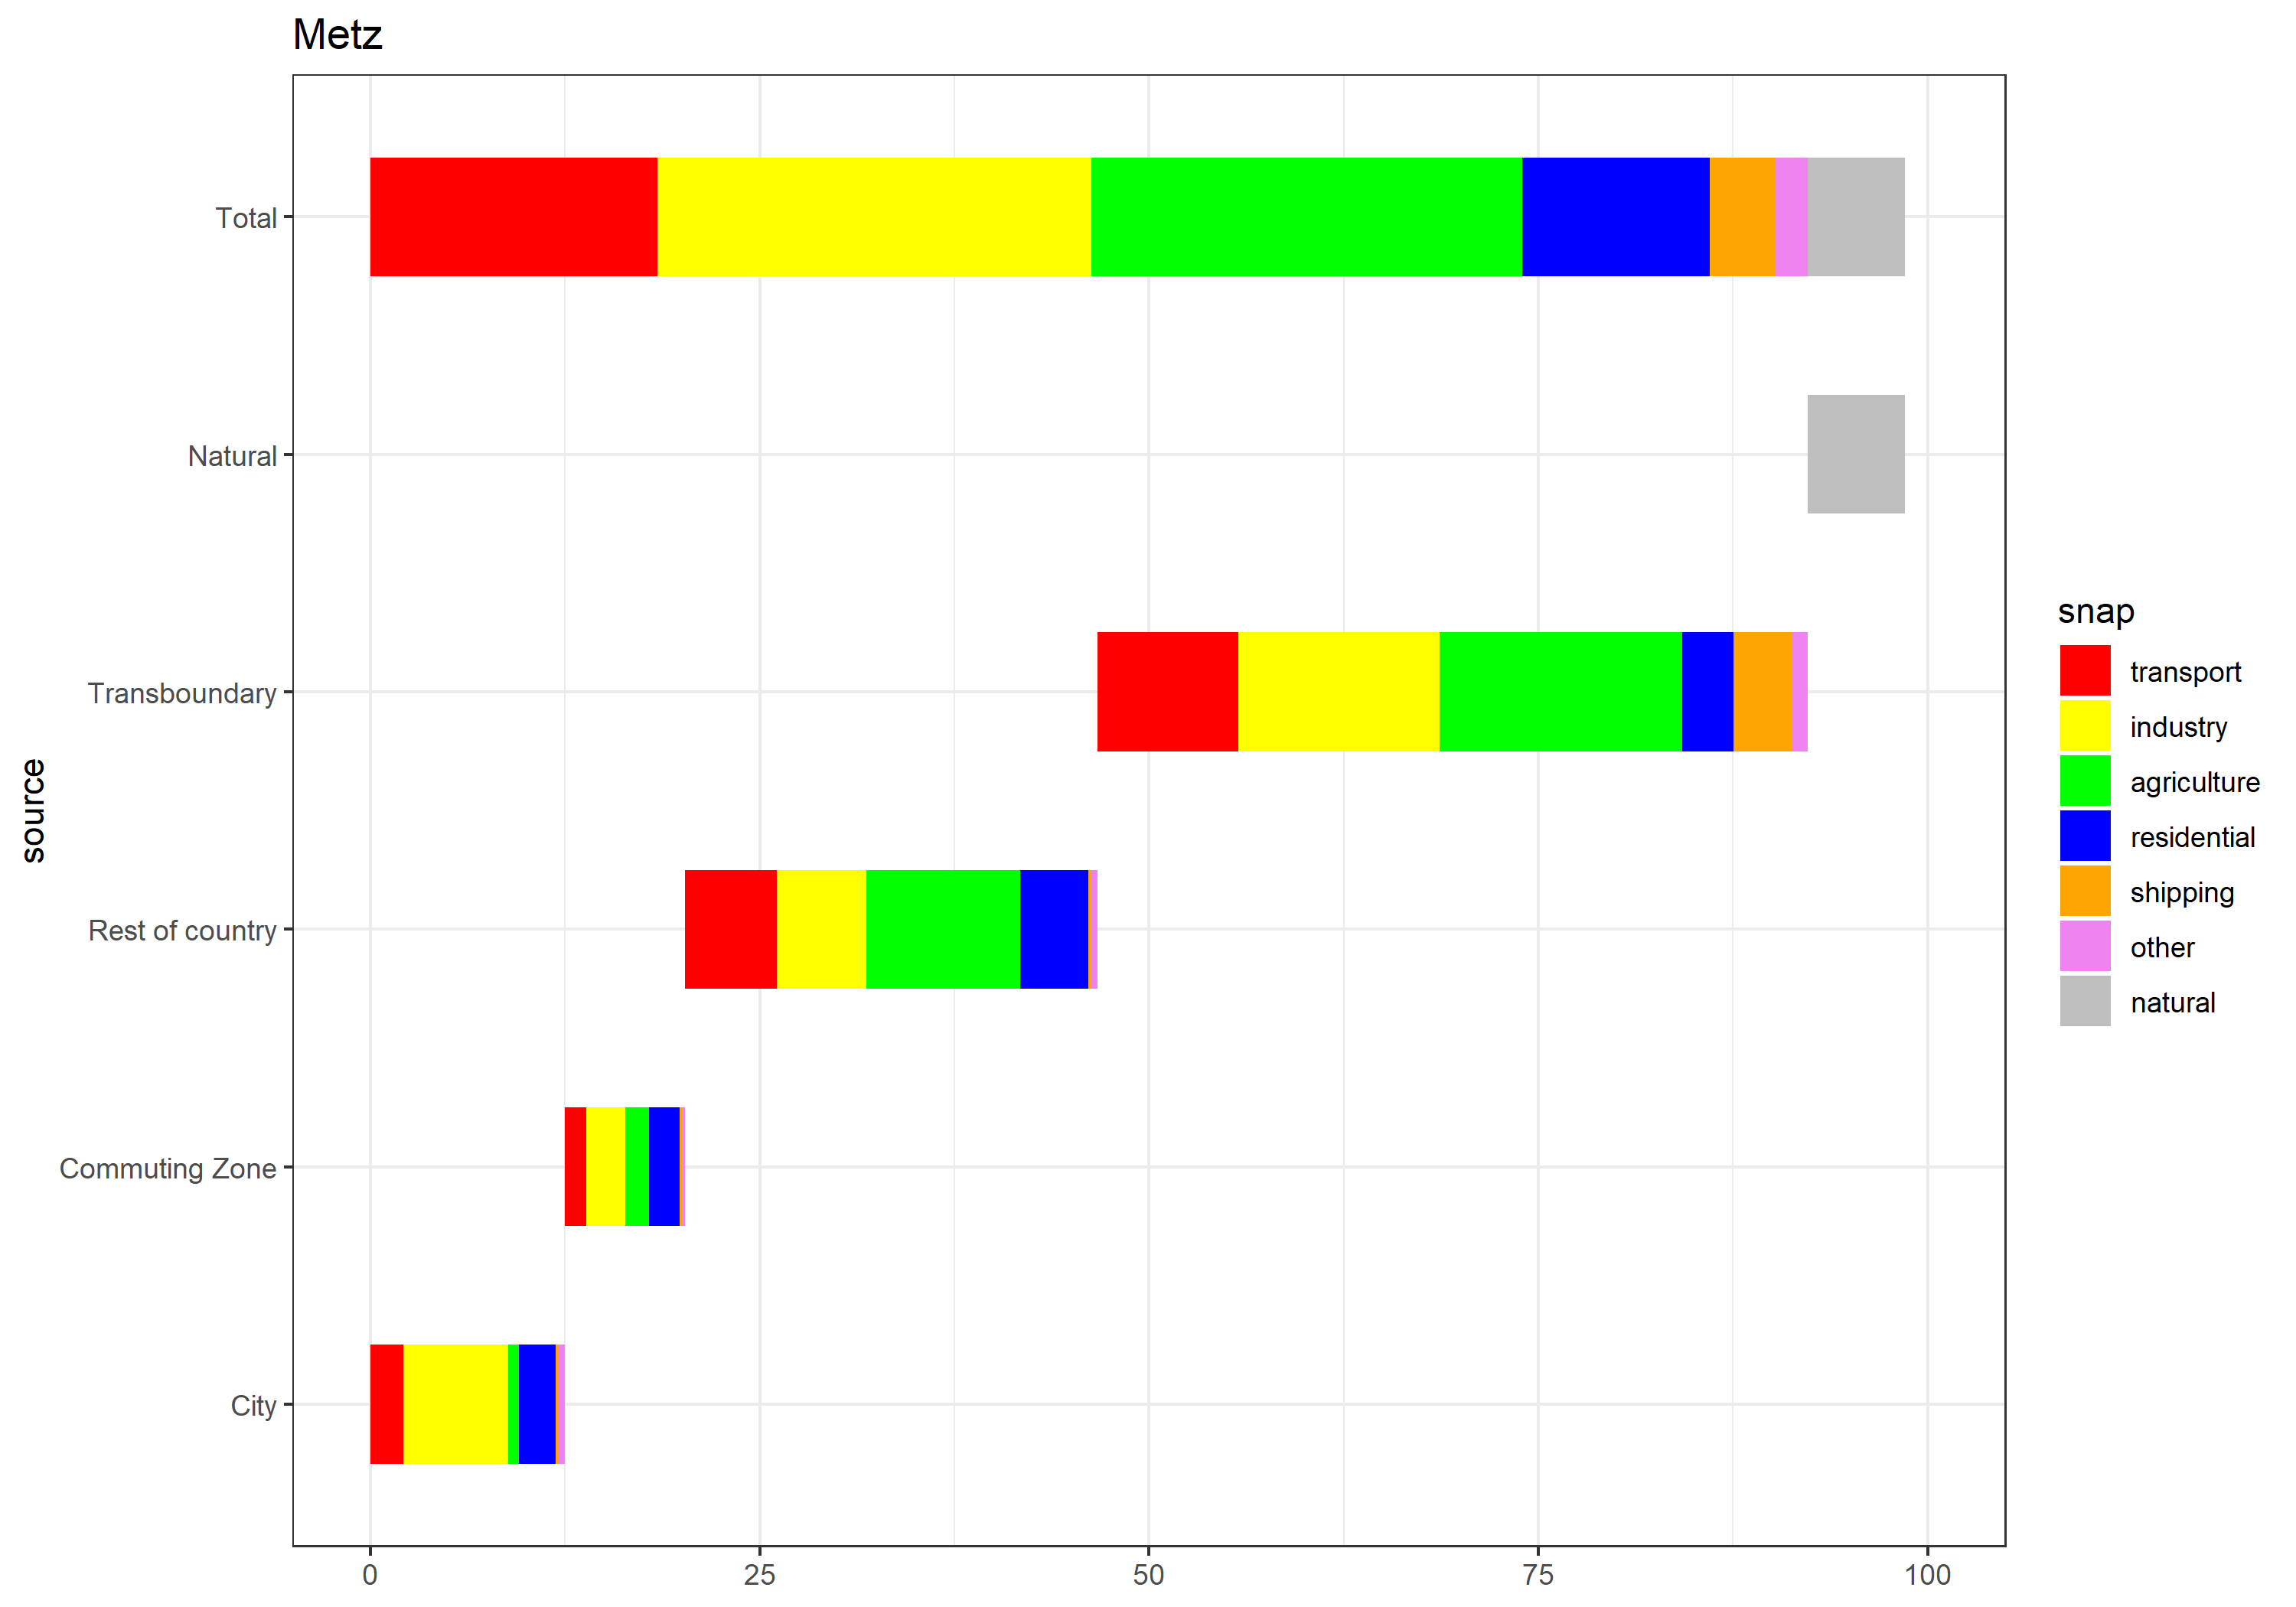 Metz
Total
Natural
Transboundary
Rest of country
Commuting Zone
City
source
0 25 50 75 100
snap
transport
industry
agriculture
residential
shipping
other
natural